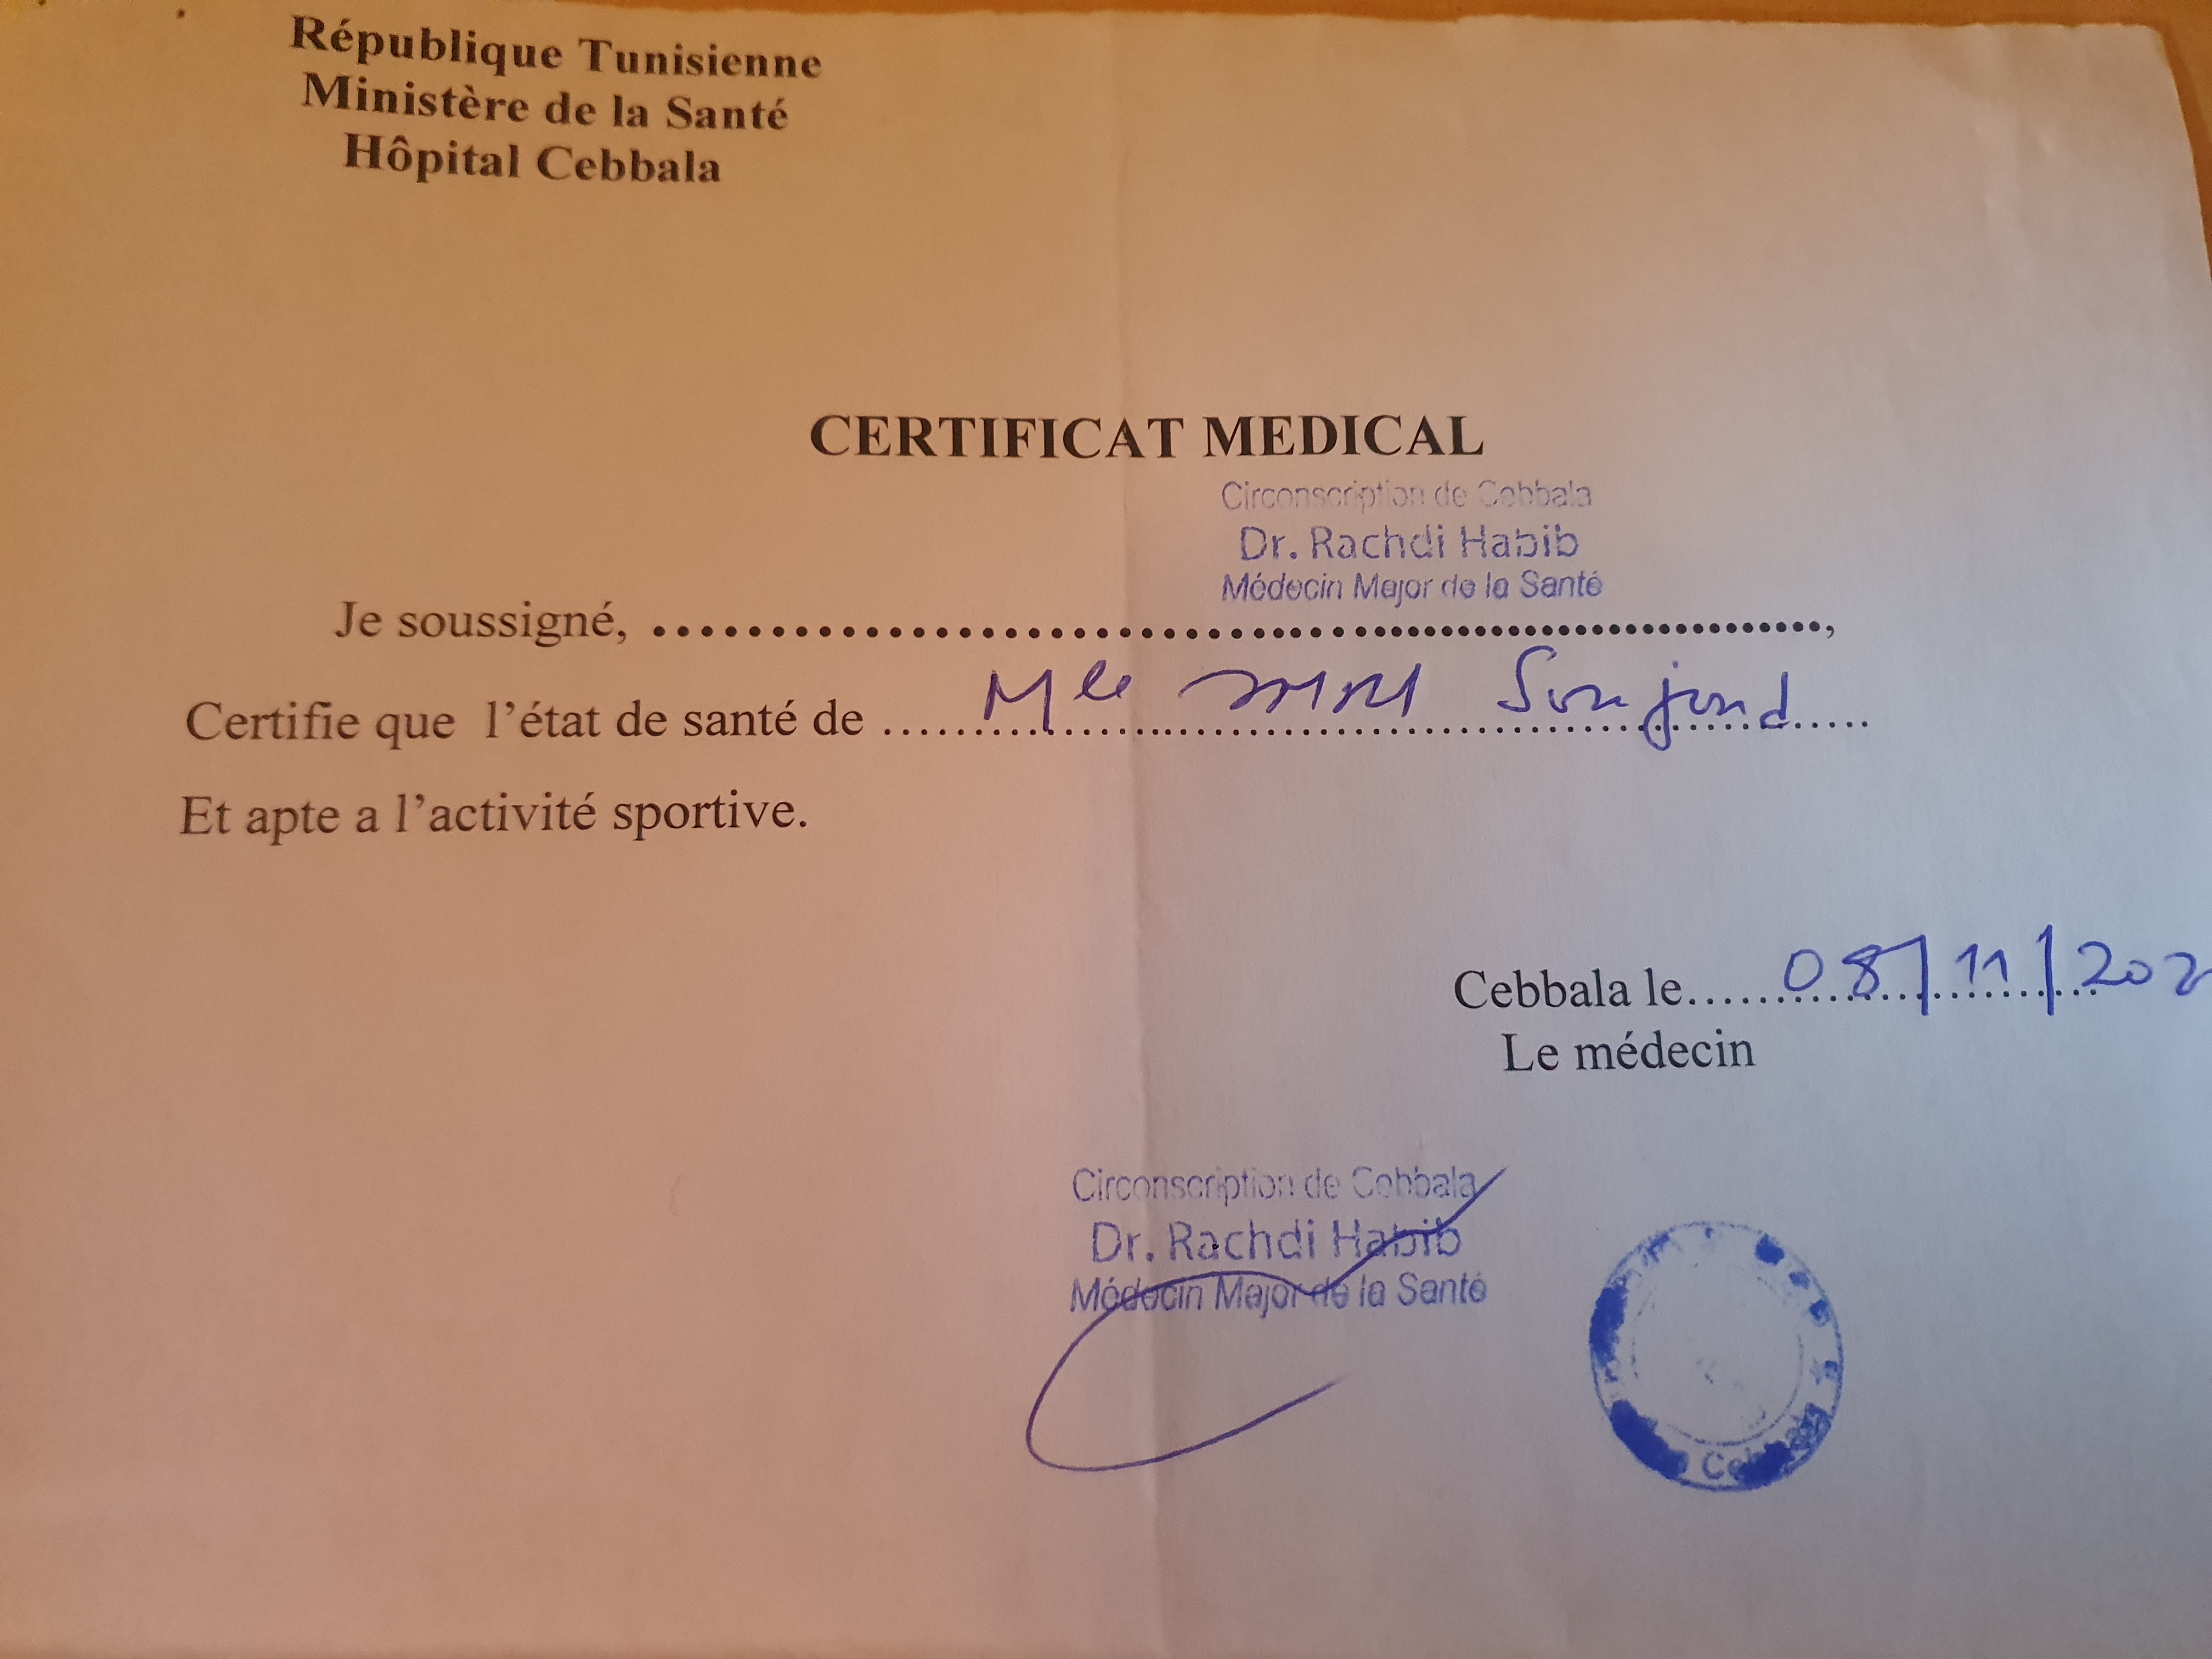 République Tunisienne
Ministère de la Santé
Hôpital Cebbala
CERTIFICAT MEDICAL
Circonscription de Cebbala
Dr. Rachdi Habib
Médecin Major de la Santé
Je soussigné, ..............................,
Certifie que l'état de santé de ........ Mlle ........
Et apte a l'activité sportive.
Cebbala le........ 08/11/202
Le médecin
Circonscription de Cebbala
Dr. Rachdi Habib
Médecin Major de la Santé